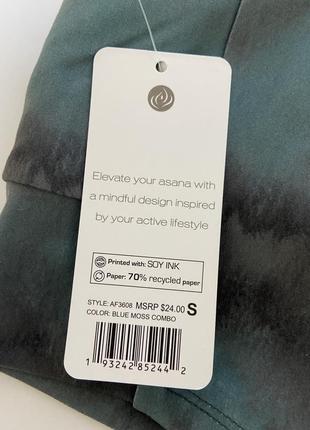 Elevate your asana with
a mindful design inspired
by your active lifestyle
Printed with: SOY INK
Paper: 70% recycled paper
STYLE: AF3608 MSRP $24.00 S
COLOR: BLUE MOSS COMBO
1 93242 85244 2